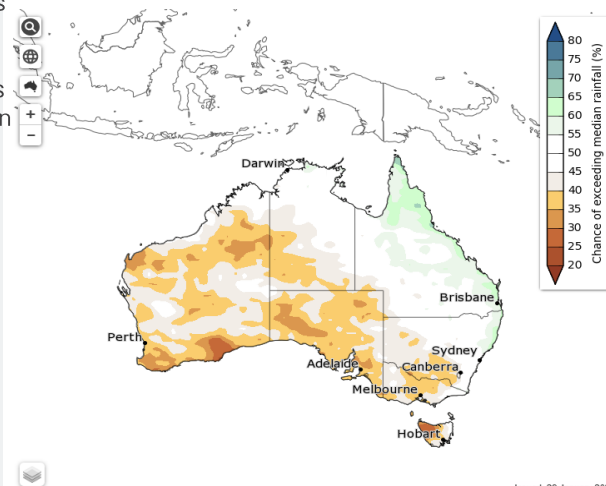 s
s
n
+
−
Darwin
Brisbane
Perth
Sydney
Adelaide
Canberra
Melbourne
Hobart
80
75
70
65
60
55
50
45
40
35
30
25
20
Chance of exceeding median rainfall (%)